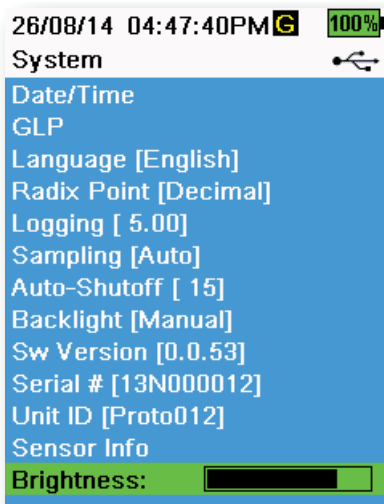 26/08/14 04:47:40PM G 100%
System
Date/Time
GLP
Language [English]
Radix Point [Decimal]
Logging [ 5.00]
Sampling [Auto]
Auto-Shutoff [ 15]
Backlight [Manual]
Sw Version [0.0.53]
Serial # [13N000012]
Unit ID [Proto012]
Sensor Info
Brightness: